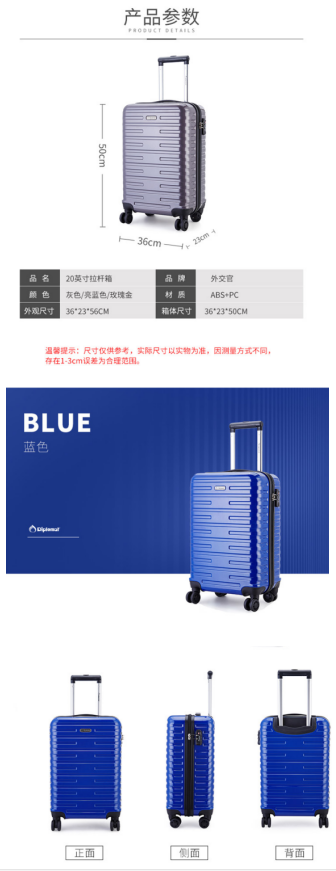 产品参数
PRODUCT DETAILS
50cm
36cm
23cm
品 名 20英寸拉杆箱 品 牌 外交官
颜 色 灰色/亮蓝色/玫瑰金 材 质 ABS+PC
外观尺寸 36*23*56CM 箱体尺寸 36*23*50CM
温馨提示：尺寸仅供参考，实际尺寸以实物为准，因测量方式不同，
存在1-3cm误差为合理范围。
BLUE
蓝色
Diplomat
正面 侧面 背面